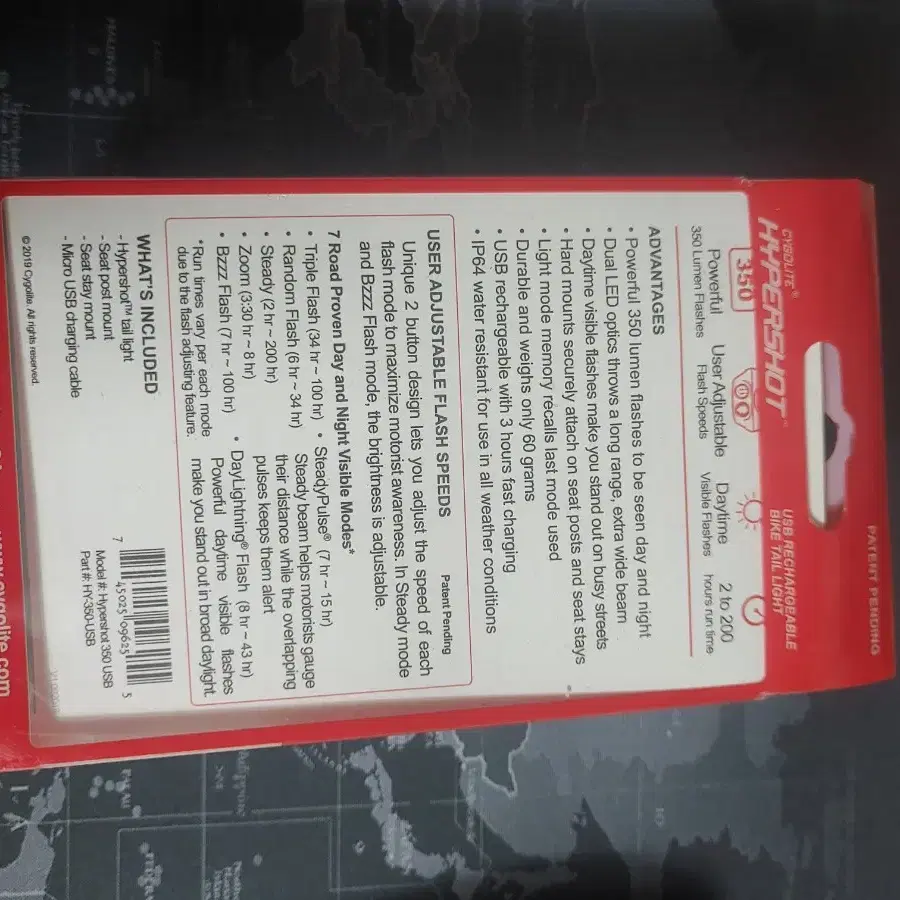 PATENT PENDING
CYGOLITE®
HYPERSHOT™
USB RECHARGEABLE
BIKE TAIL LIGHT
350
Powerful
350 Lumen Flashes
User Adjustable
Flash Speeds
Daytime
Visible Flashes
2 to 200
hours run time
ADVANTAGES
• Powerful 350 lumen flashes to be seen day and night
• Dual LED optics throws a long range, extra wide beam
• Daytime visible flashes make you stand out on busy streets
• Hard mounts securely attach on seat posts and seat stays
• Light mode memory recalls last mode used
• Durable and weighs only 60 grams
• USB rechargeable with 3 hours fast charging
• IP64 water resistant for use in all weather conditions
USER ADJUSTABLE FLASH SPEEDS Patent Pending
Unique 2 button design lets you adjust the speed of each
flash mode to maximize motorist awareness. In Steady mode
and Bzzz Flash mode, the brightness is adjustable.
7 Road Proven Day and Night Visible Modes*
• Triple Flash (34 hr ~ 100 hr)
• Random Flash (6 hr ~ 34 hr)
• Steady (2 hr ~ 200 hr)
• Zoom (3:30 hr ~ 8 hr)
• Bzzz Flash (7 hr ~ 100 hr)
*Run times vary per each mode
due to the flash adjusting feature.
• SteadyPulse® (7 hr ~ 15 hr)
Steady beam helps motorists gauge
their distance while the overlapping
pulses keeps them alert
• DayLightning® Flash (8 hr ~ 43 hr)
Powerful daytime visible flashes
make you stand out in broad daylight.
WHAT'S INCLUDED
- Hypershot™ tail light
- Seat post mount
- Seat stay mount
- Micro USB charging cable
7 45025 09625 5
Model #: Hypershot 350 USB
Part #: HY-350-USB
©2019 Cygolite. All rights reserved.
www.cygolite.com